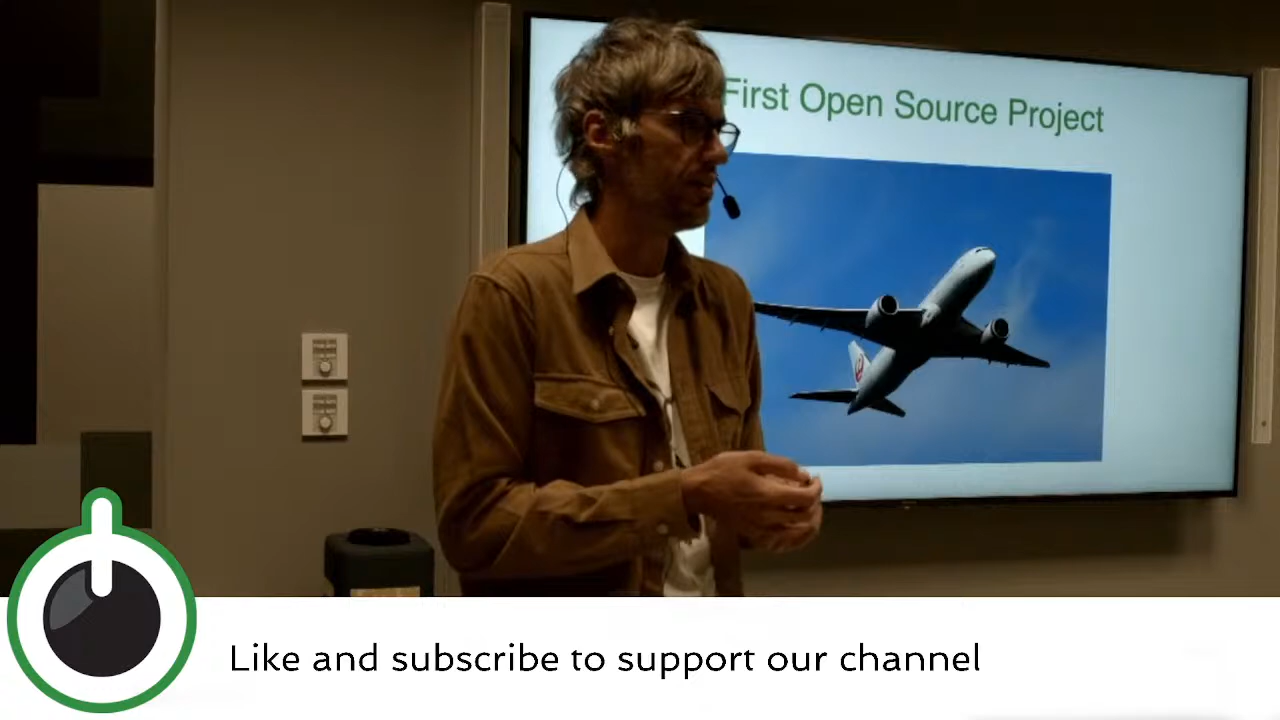 First Open Source Project
Like and subscribe to support our channel